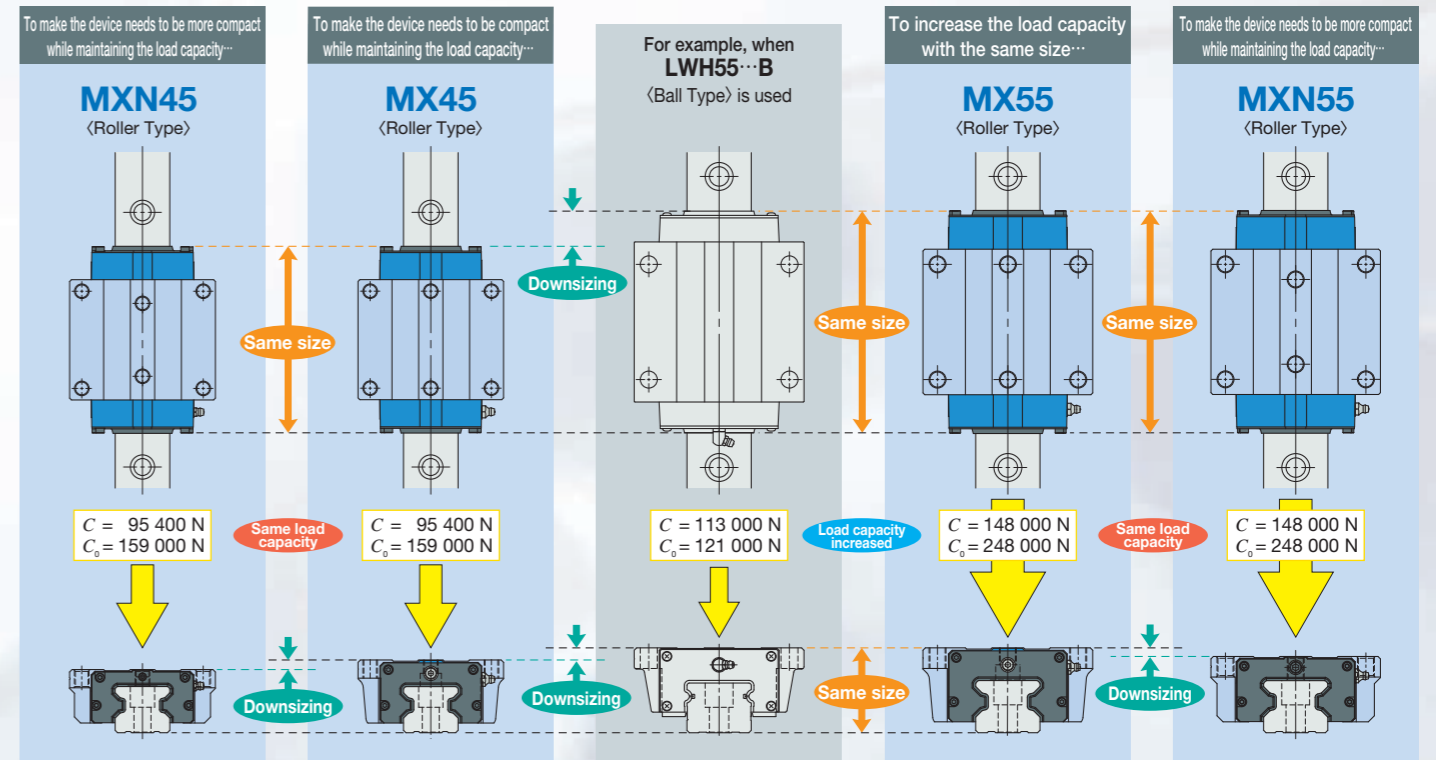 To make the device needs to be more compact
while maintaining the load capacity···
MXN45
〈Roller Type〉
Same size
C = 95 400 N
C₀ = 159 000 N
Same load
capacity
Downsizing
To make the device needs to be compact
while maintaining the load capacity···
MX45
〈Roller Type〉
Downsizing
C = 95 400 N
C₀ = 159 000 N
Downsizing
For example, when
LWH55···B
〈Ball Type〉 is used
Same size
C = 113 000 N
C₀ = 121 000 N
Load capacity
increased
Same size
To increase the load capacity
with the same size···
MX55
〈Roller Type〉
Same size
C = 148 000 N
C₀ = 248 000 N
Same load
capacity
Downsizing
To make the device needs to be more compact
while maintaining the load capacity···
MXN55
〈Roller Type〉
C = 148 000 N
C₀ = 248 000 N